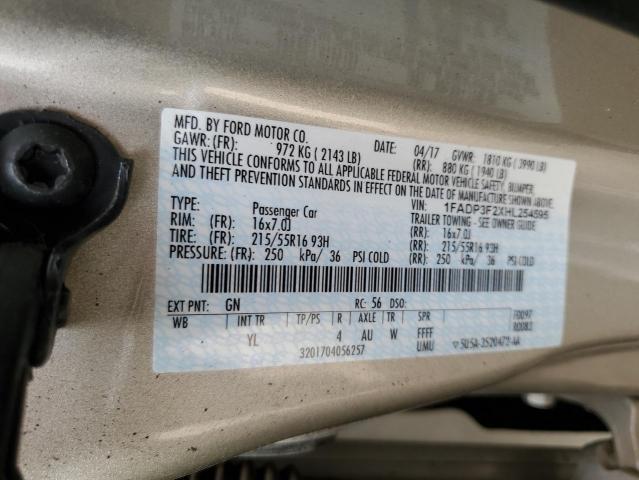 MFD. BY FORD MOTOR CO.
DATE: 04/17 GVWR: 1810 KG ( 3990 LB)
GAWR: (FR): 972 KG ( 2143 LB) (RR): 880 KG ( 1940 LB)
THIS VEHICLE CONFORMS TO ALL APPLICABLE FEDERAL MOTOR VEHICLE SAFETY, BUMPER,
AND THEFT PREVENTION STANDARDS IN EFFECT ON THE DATE OF MANUFACTURE SHOWN ABOVE.
VIN: 1FADP3F2XHL254595
TYPE: Passenger Car TRAILER TOWING - SEE OWNER GUIDE
RIM: (FR): 16x7.0J (RR): 16x7.0J
TIRE: (FR): 215/55R16 93H (RR): 215/55R16 93H
PRESSURE: (FR): 250 kPa/ 36 PSI COLD (RR): 250 kPa/ 36 PSI COLD
EXT PNT: GN RC: 56 DSO: F0097
WB INT TR TP/PS R AXLE TR SPR R0082
YL 4 AU W FFFF
3201704056257 UMU 5U5A-3520472-AA